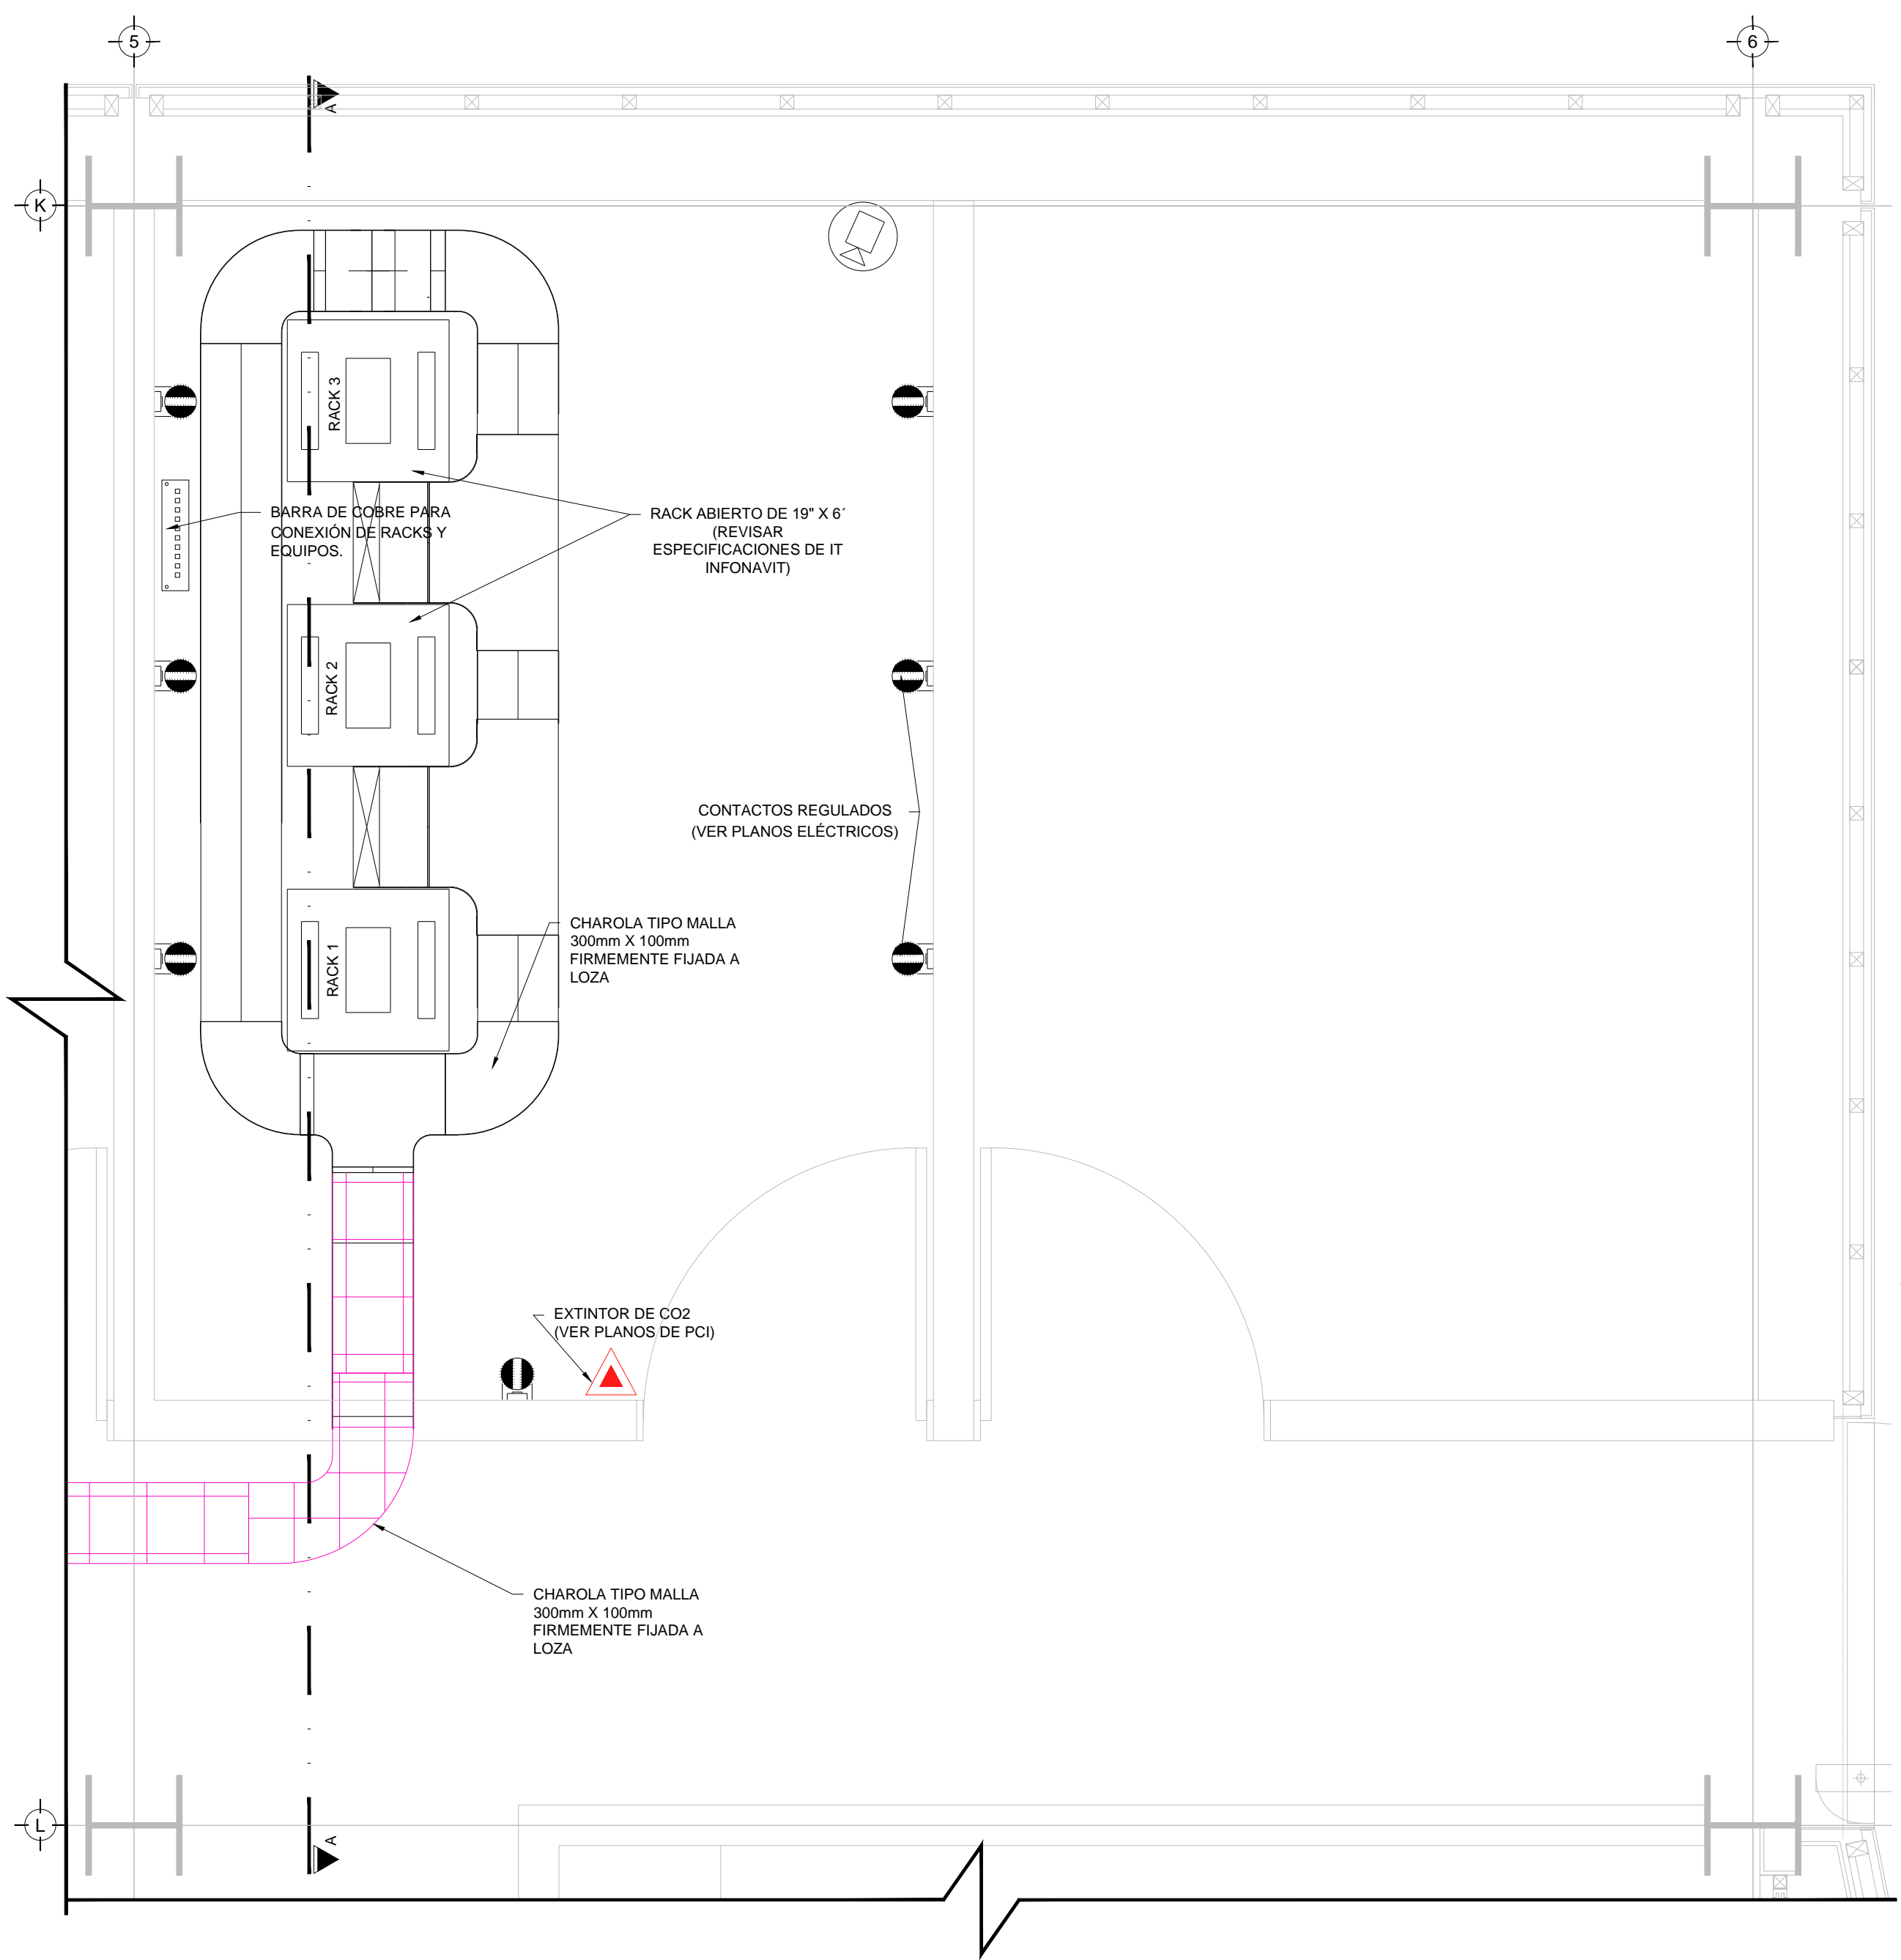 5
6
A
K
RACK 3
BARRA DE COBRE PARA
CONEXIÓN DE RACKS Y
EQUIPOS.
RACK ABIERTO DE 19" X 6´
(REVISAR
ESPECIFICACIONES DE IT
INFONAVIT)
RACK 2
CONTACTOS REGULADOS
(VER PLANOS ELÉCTRICOS)
CHAROLA TIPO MALLA
300mm X 100mm
FIRMEMENTE FIJADA A
LOZA
RACK 1
EXTINTOR DE CO2
(VER PLANOS DE PCI)
CHAROLA TIPO MALLA
300mm X 100mm
FIRMEMENTE FIJADA A
LOZA
L
A